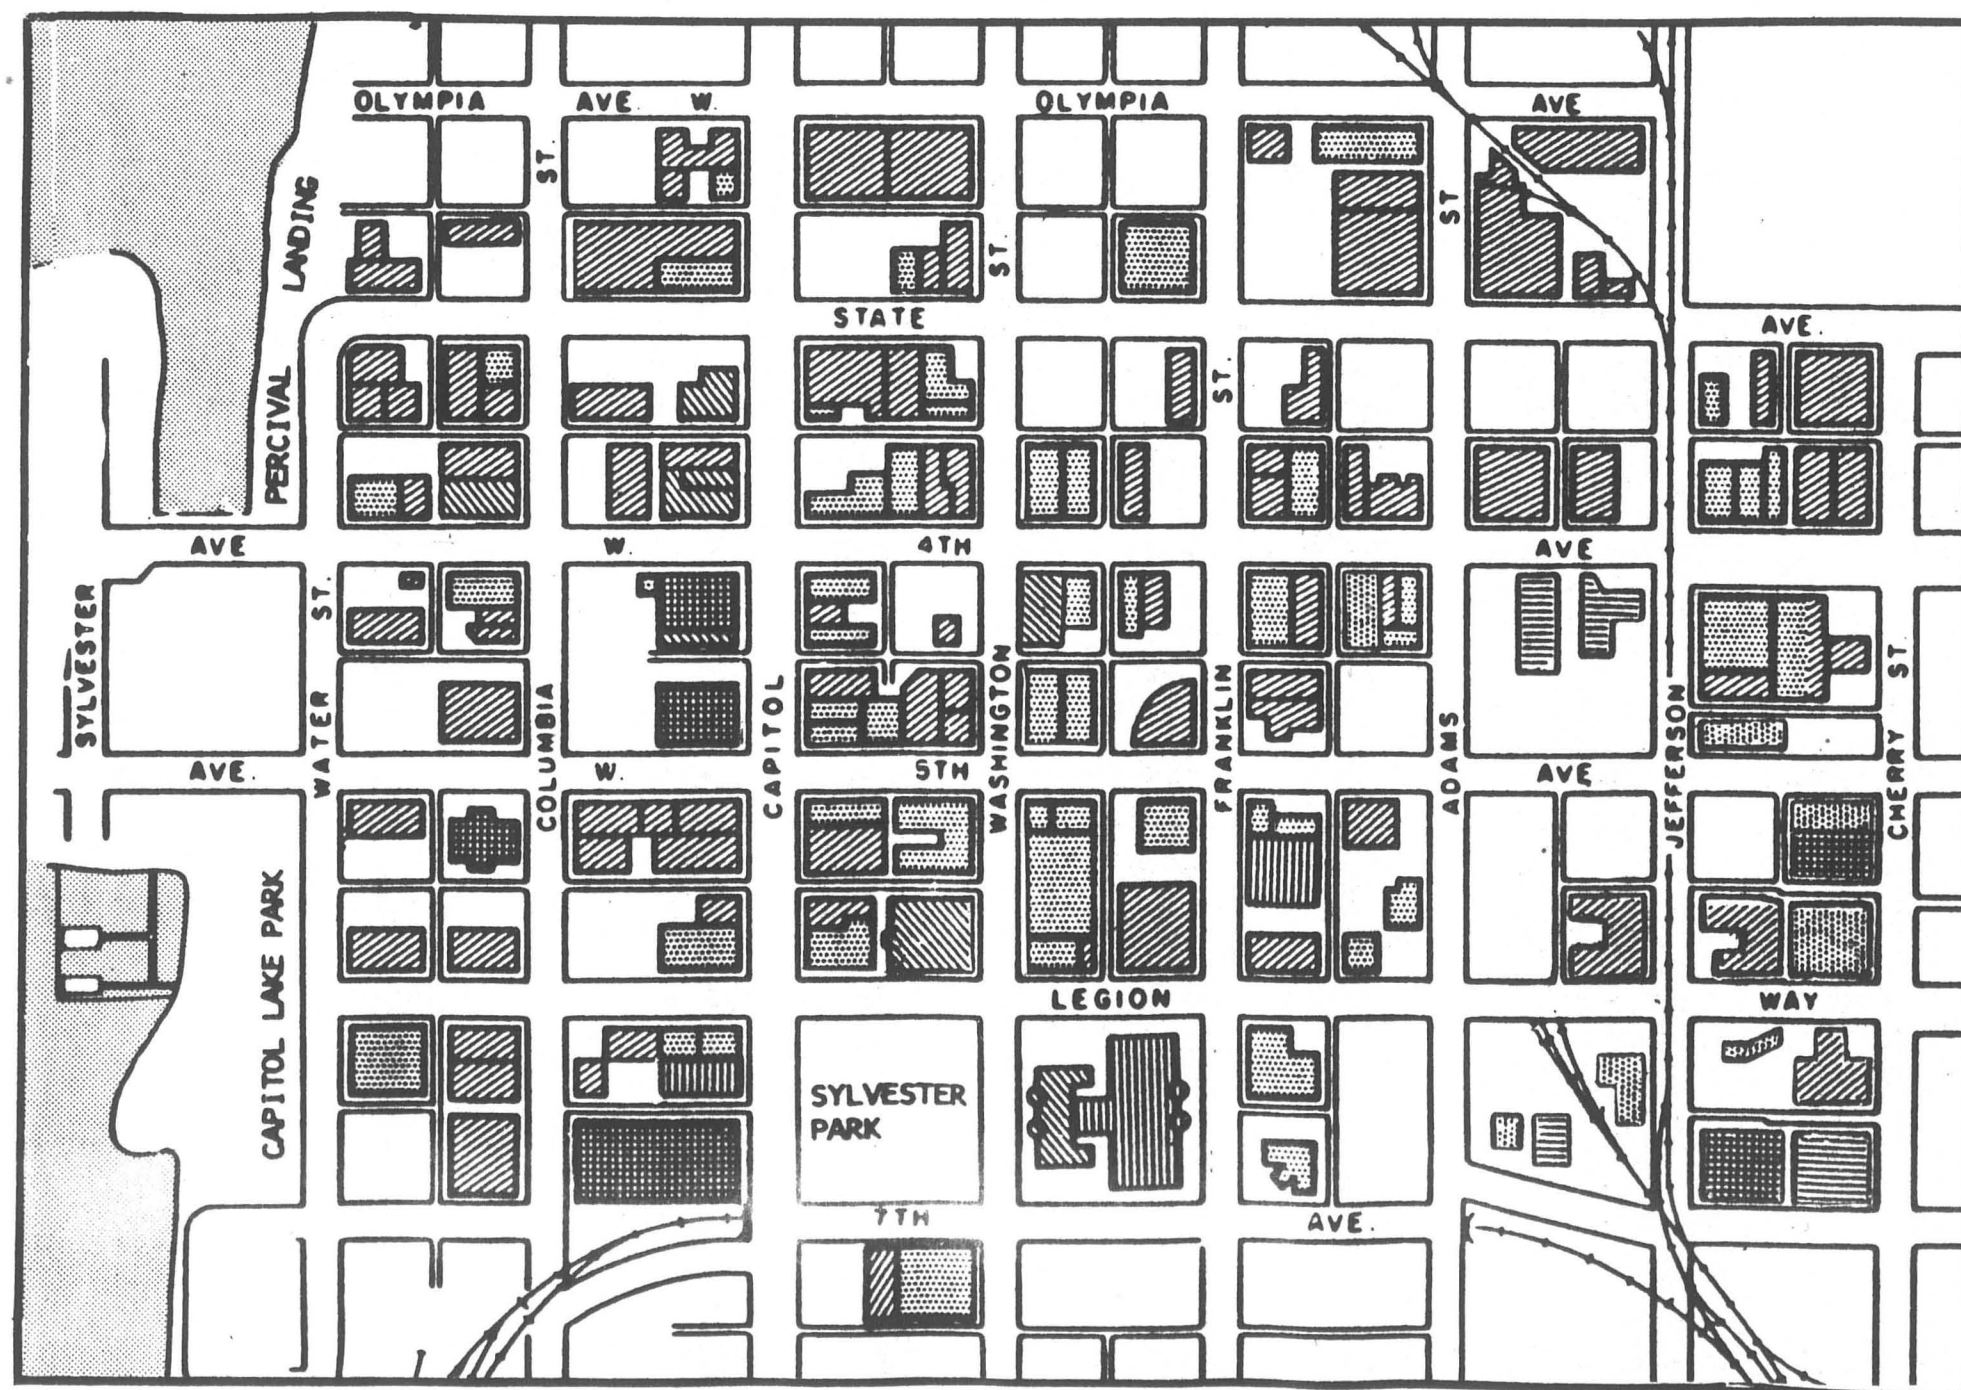 OLYMPIA AVE. W. OLYMPIA AVE
ST.
PERCIVAL LANDING
ST.
ST
STATE AVE.
ST.
AVE W. 4TH AVE
SYLVESTER
WATER ST.
COLUMBIA
CAPITOL
WASHINGTON
FRANKLIN
ADAMS
JEFFERSON
CHERRY ST.
AVE. W. 5TH AVE
CAPITOL LAKE PARK
LEGION WAY
SYLVESTER
PARK
7TH AVE.